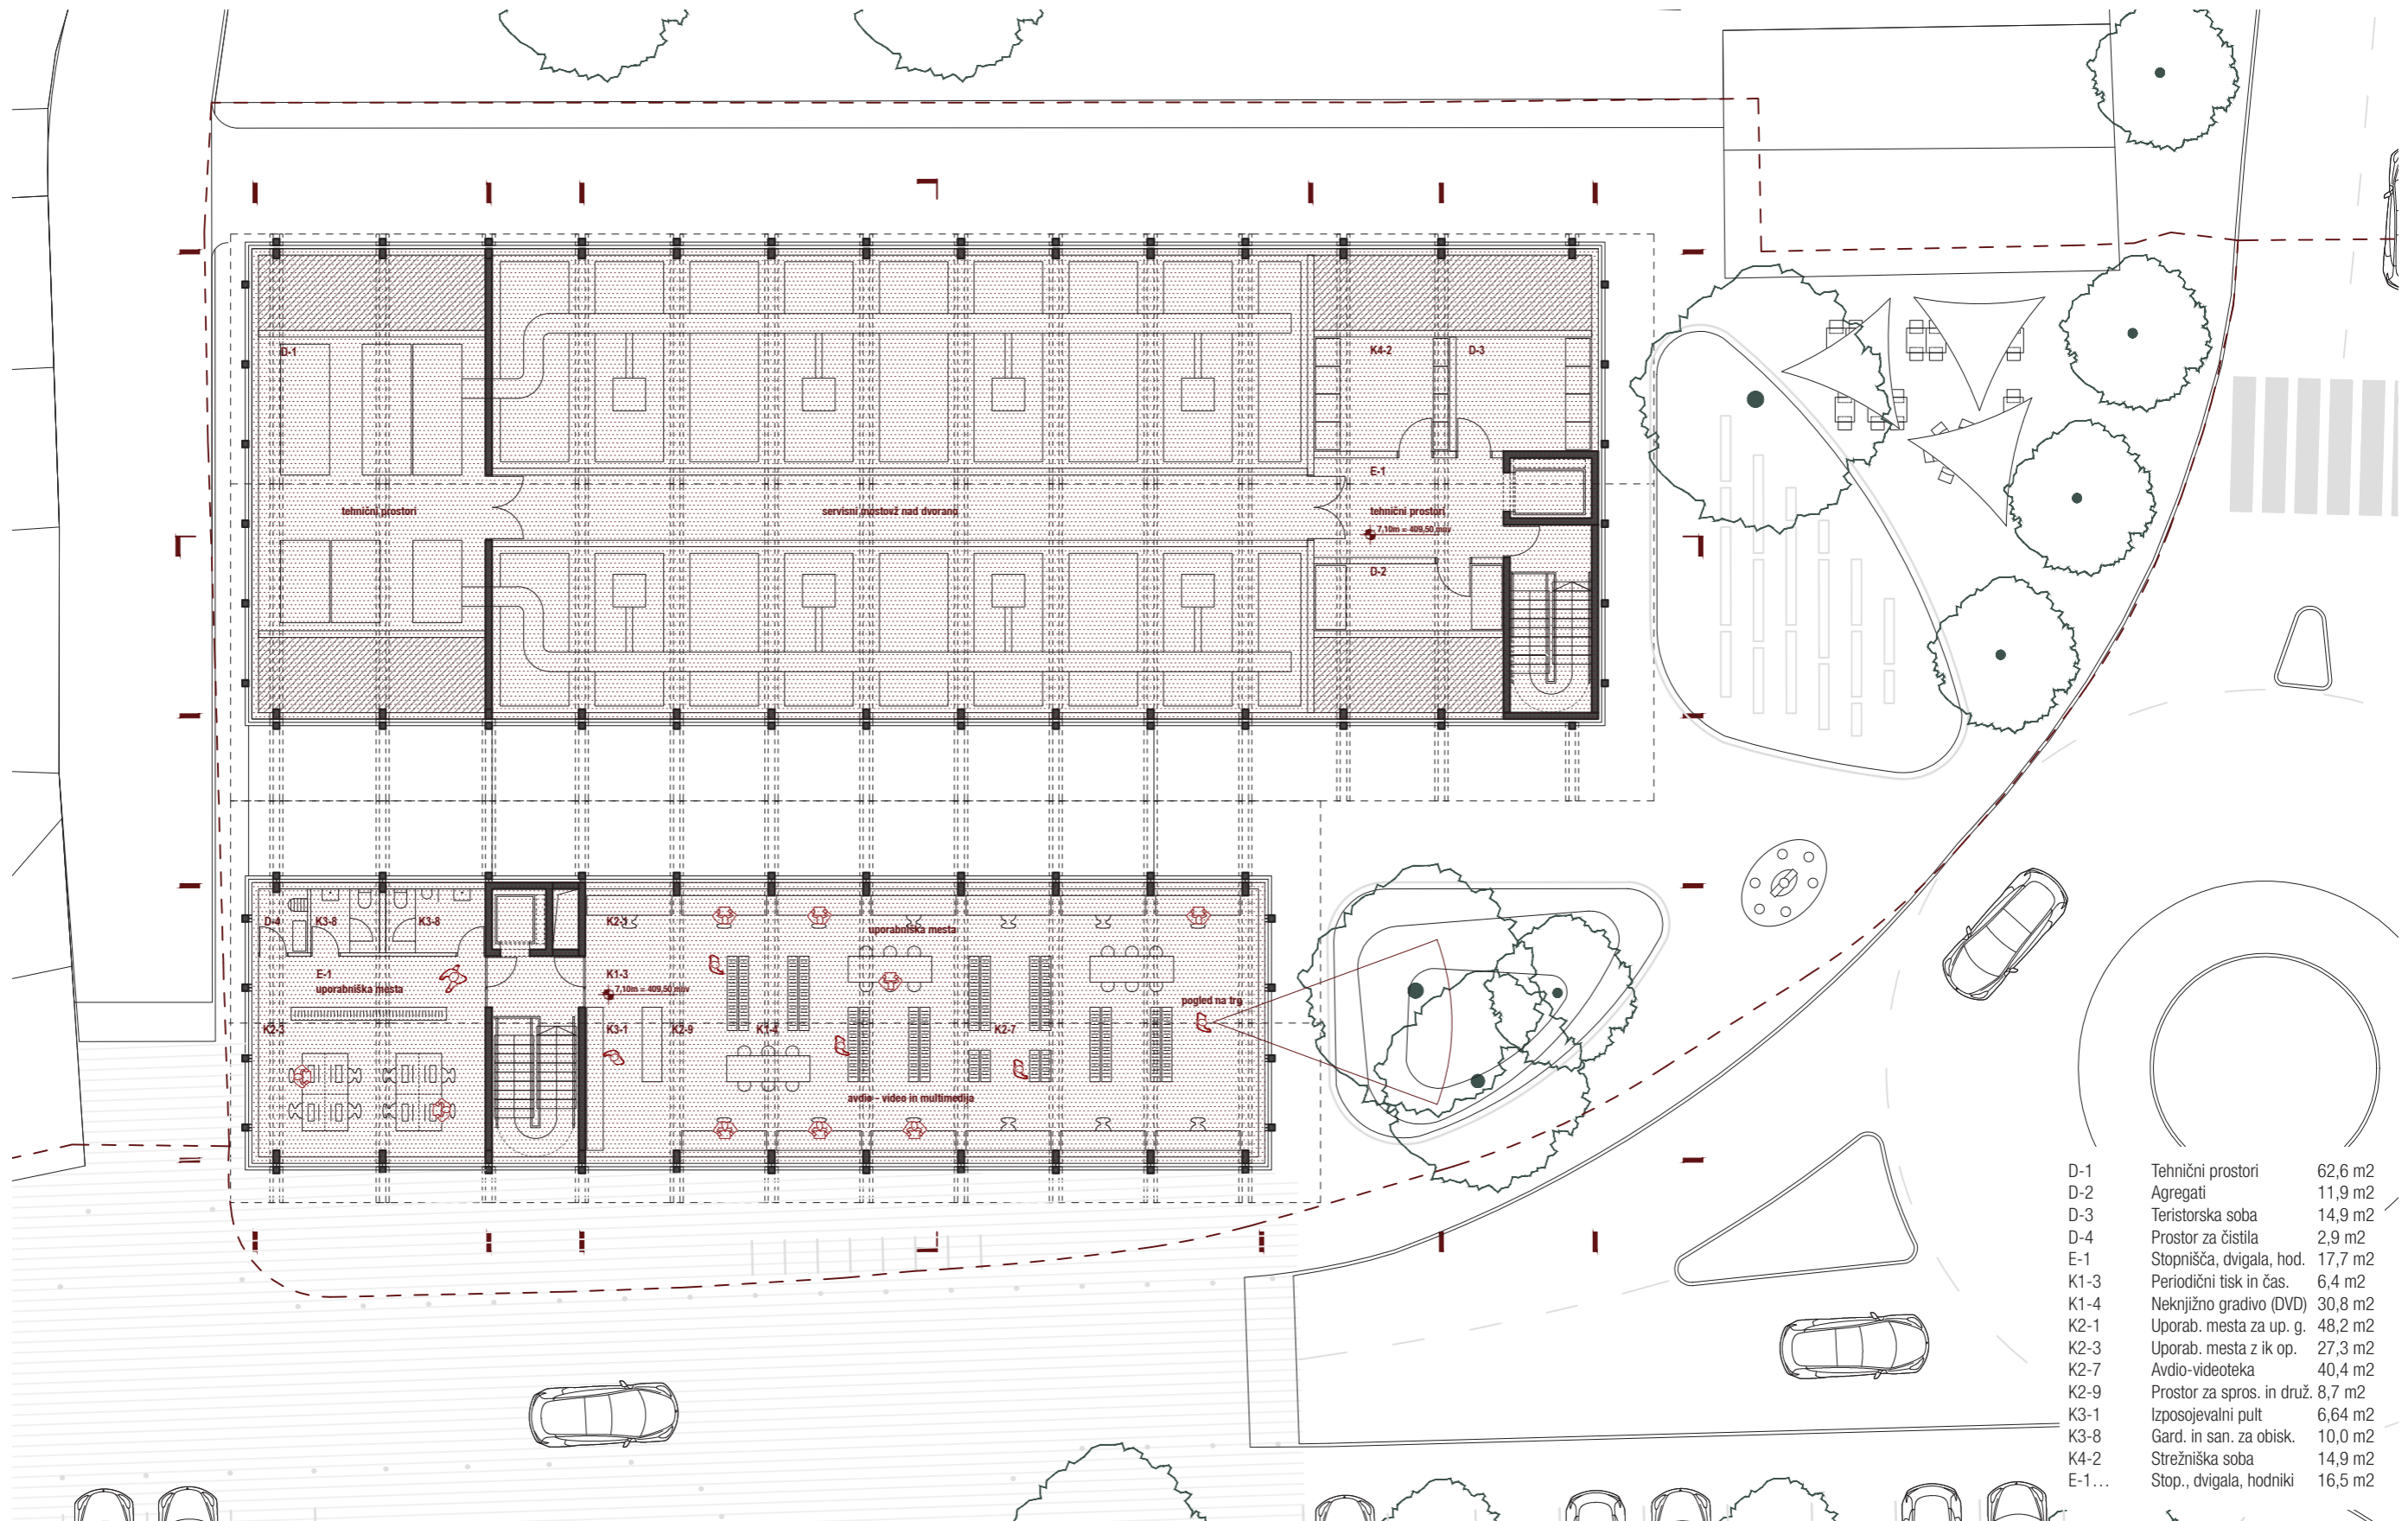 D-1
K4-2
D-3
E-1
tehnični prostori
servisni mostovž nad dvorano
tehnični prostori
7,10m = 409,50 mnv
D-2
D-4
K3-8
K3-8
K2-1
uporabniška mesta
E-1
uporabniška mesta
K1-3
7,10m = 409,50 mnv
pogled na trg
K2-3
K3-1
K2-9
K1-4
K2-7
avdio - video in multimedija
D-1 Tehnični prostori 62,6 m2
D-2 Agregati 11,9 m2
D-3 Teristorska soba 14,9 m2
D-4 Prostor za čistila 2,9 m2
E-1 Stopnišča, dvigala, hod. 17,7 m2
K1-3 Periodični tisk in čas. 6,4 m2
K1-4 Neknjižno gradivo (DVD) 30,8 m2
K2-1 Uporab. mesta za up. g. 48,2 m2
K2-3 Uporab. mesta z ik op. 27,3 m2
K2-7 Avdio-videoteka 40,4 m2
K2-9 Prostor za spros. in druž. 8,7 m2
K3-1 Izposojevalni pult 6,64 m2
K3-8 Gard. in san. za obisk. 10,0 m2
K4-2 Strežniška soba 14,9 m2
E-1... Stop., dvigala, hodniki 16,5 m2